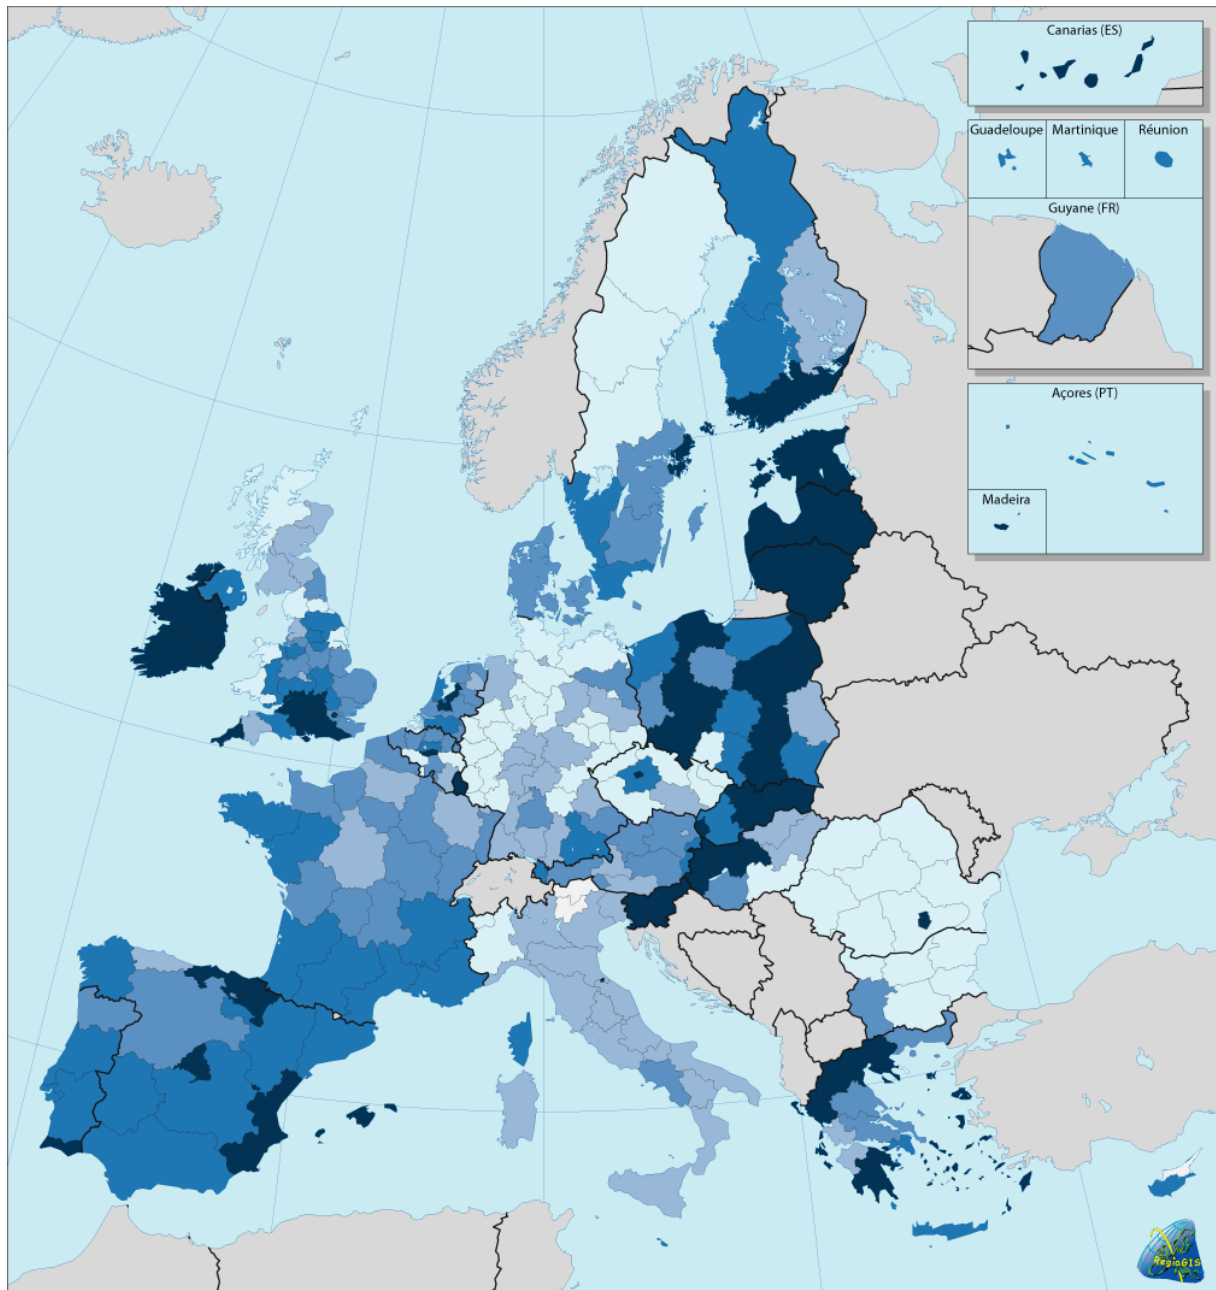 Canarias (ES)
Guadeloupe
Martinique
Réunion
Guyane (FR)
Açores (PT)
Madeira
RegioGIS